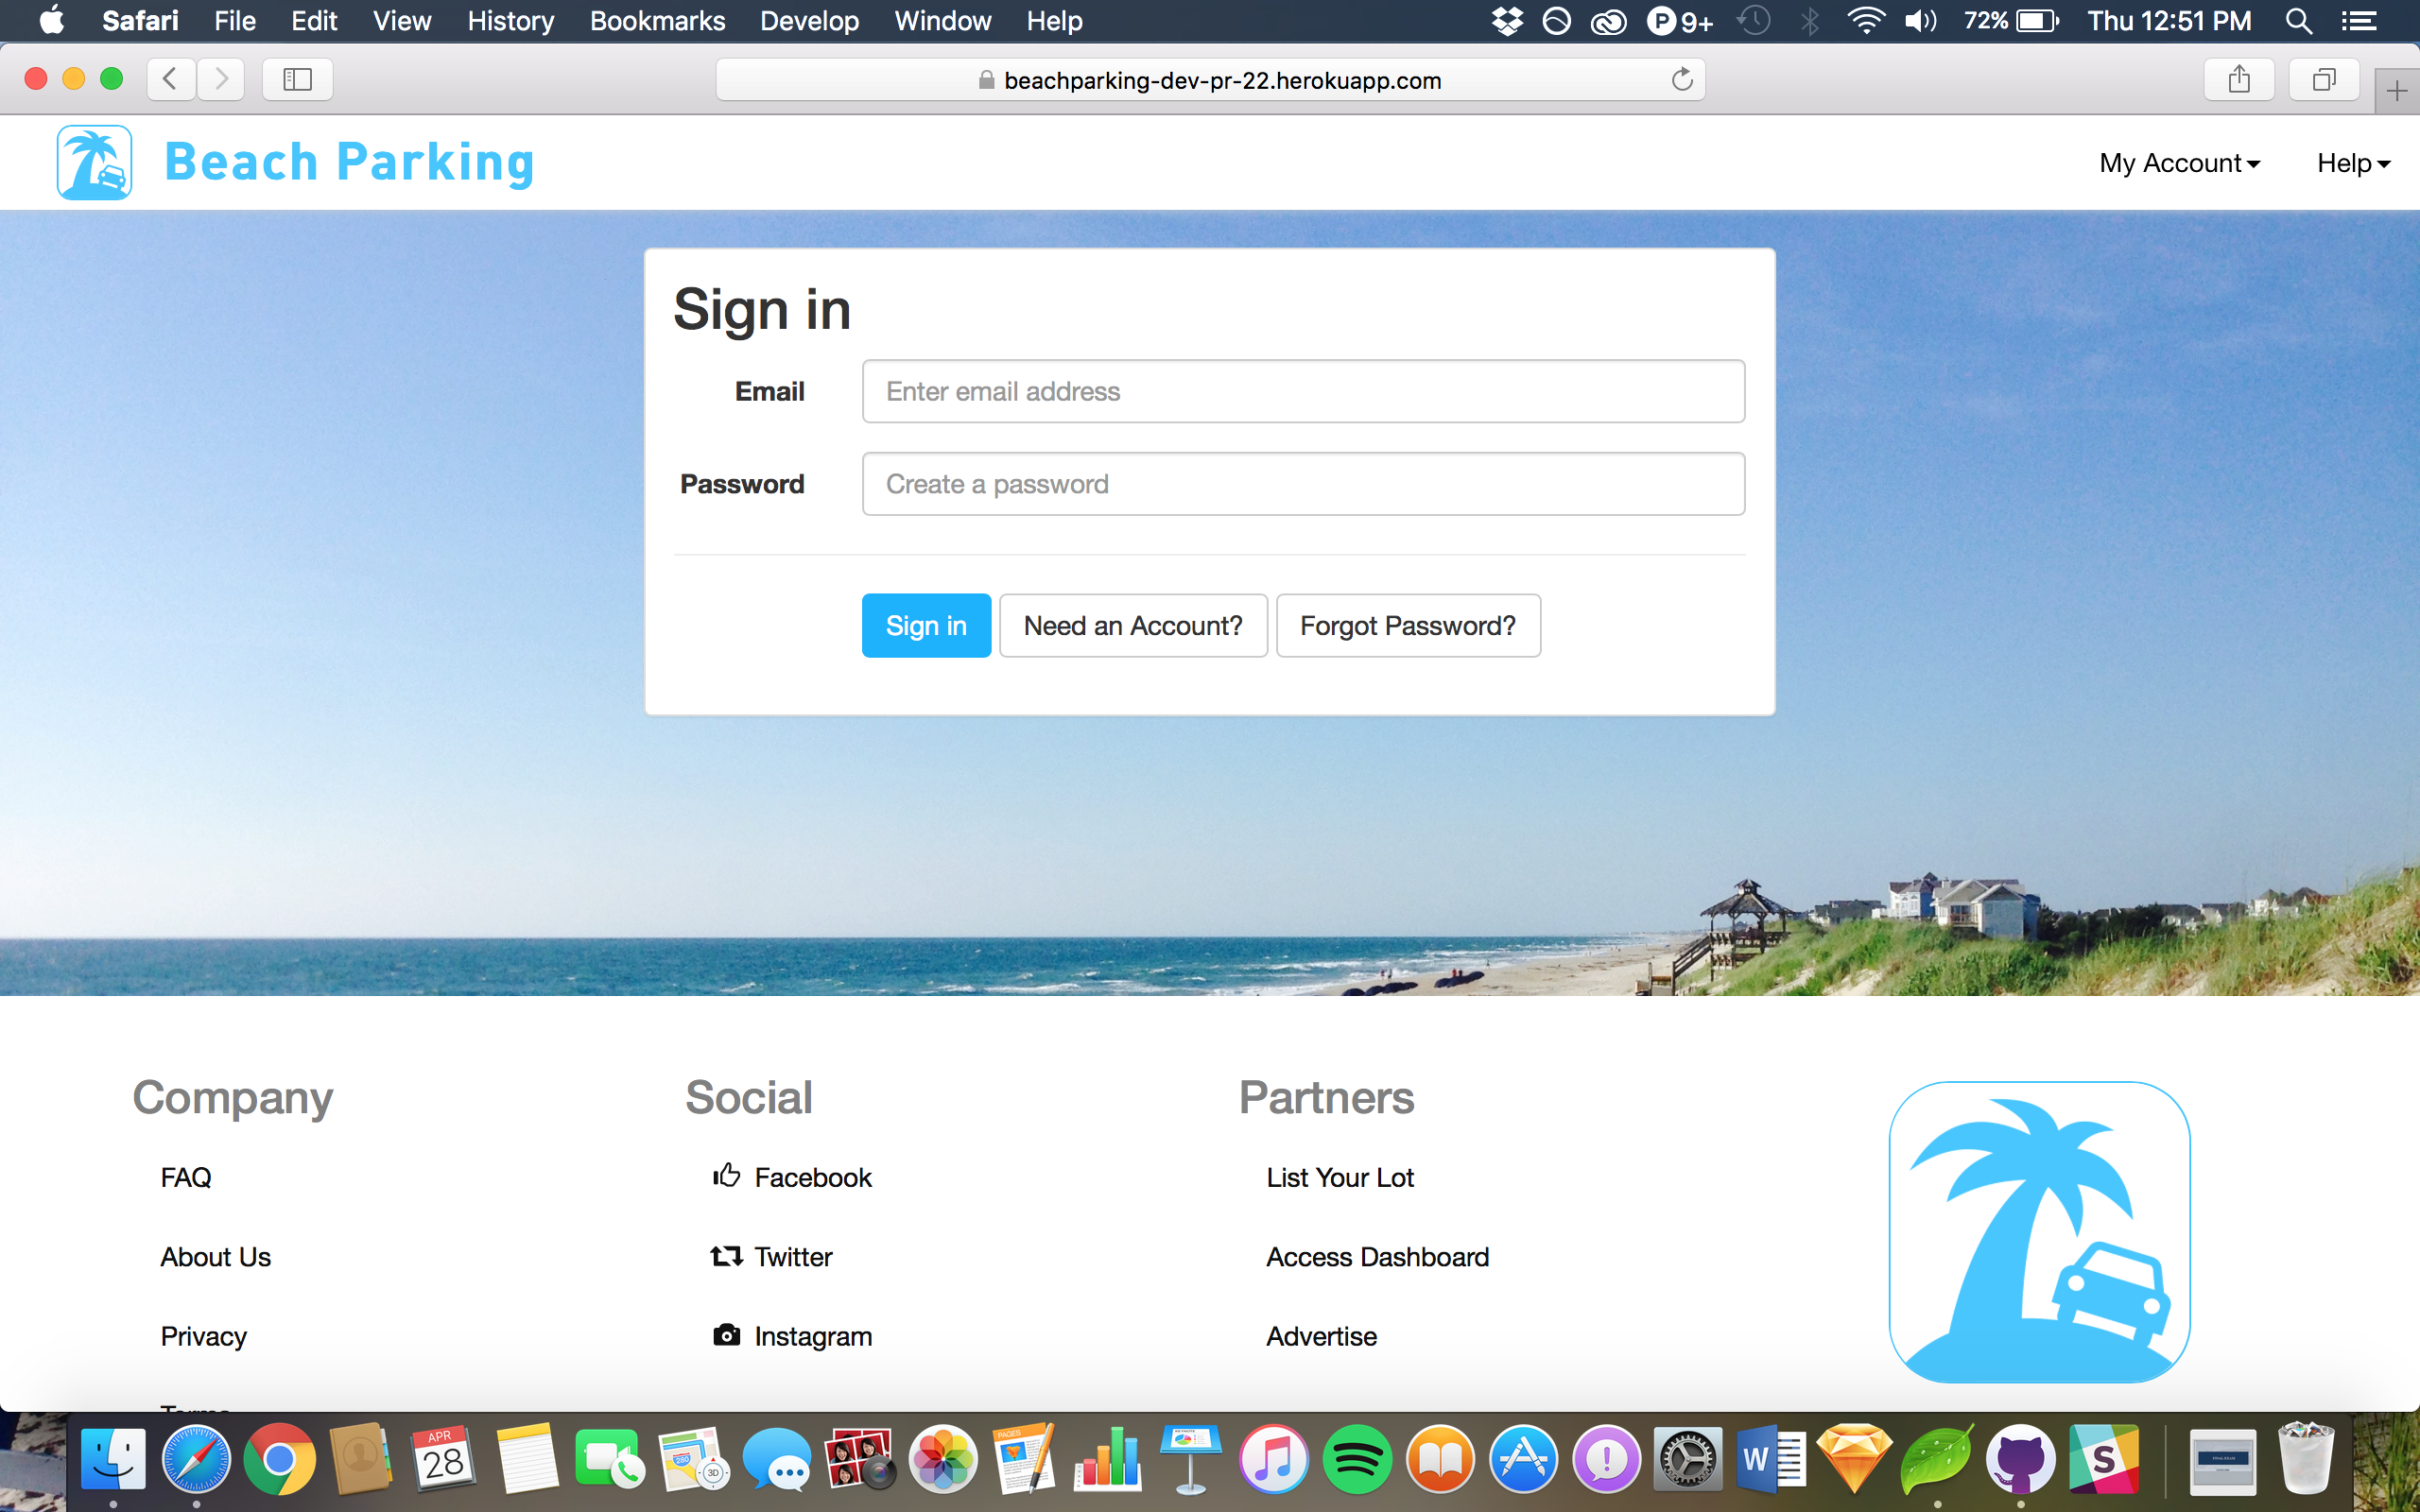 Safari File Edit View History Bookmarks Develop Window Help 9+ 72% Thu 12:51 PM
beachparking-dev-pr-22.herokuapp.com
Beach Parking My Account Help
Sign in
Email Enter email address
Password Create a password
Sign in Need an Account? Forgot Password?
Company Social Partners
FAQ Facebook List Your Lot
About Us Twitter Access Dashboard
Privacy Instagram Advertise
APR
28
PAGES
280
3D
W
S